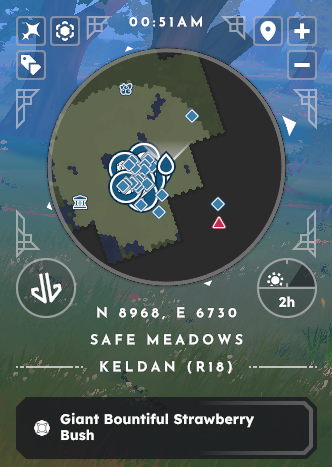 00:51AM
2h
N 8968, E 6730
SAFE MEADOWS
KELDAN (R18)
Giant Bountiful Strawberry
Bush